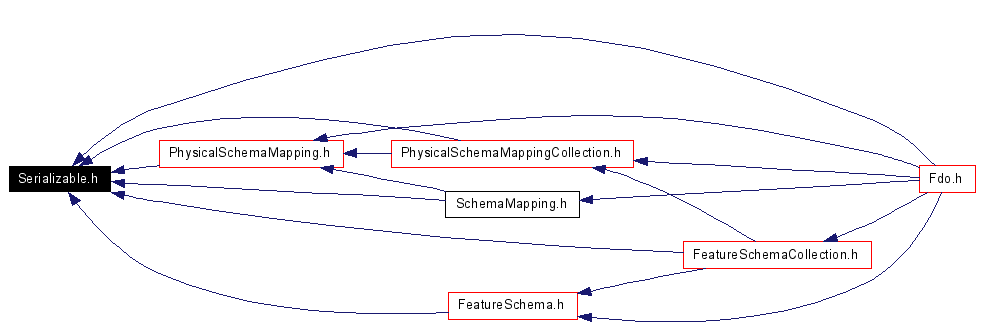 PhysicalSchemaMapping.h
PhysicalSchemaMappingCollection.h
Serializable.h
Fdo.h
SchemaMapping.h
FeatureSchemaCollection.h
FeatureSchema.h